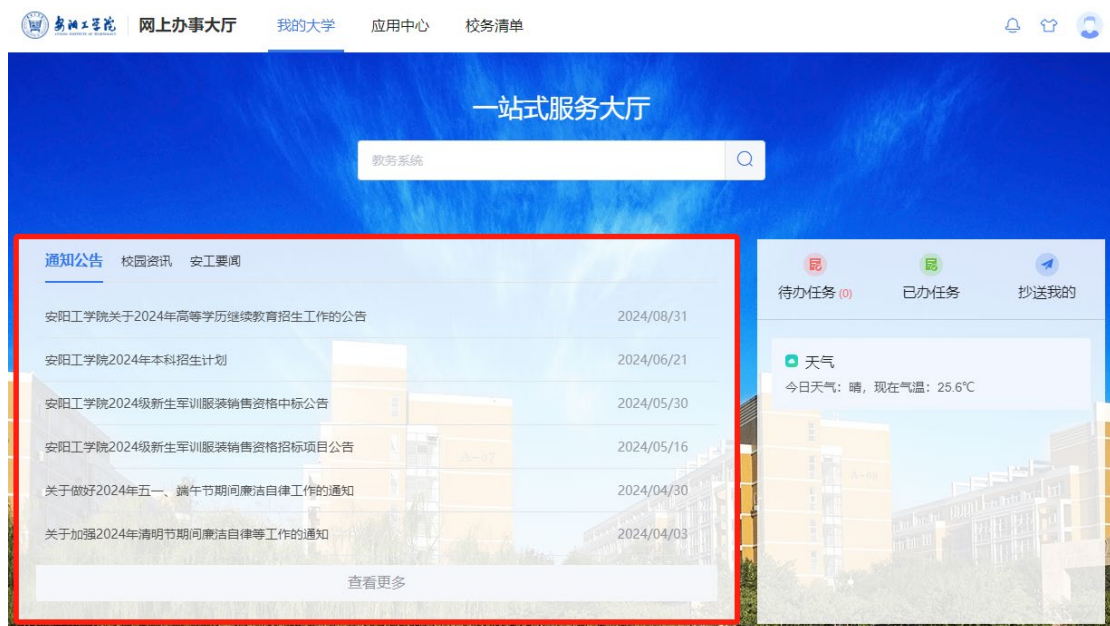 安阳工学院 网上办事大厅 我的大学 应用中心 校务清单
一站式服务大厅
教务系统
通知公告 校园资讯 安工要闻
安阳工学院关于2024年高等学历继续教育招生工作的公告 2024/08/31
安阳工学院2024年本科招生计划 2024/06/21
安阳工学院2024级新生军训服装销售资格中标公告 2024/05/30
安阳工学院2024级新生军训服装销售资格招标项目公告 2024/05/16
关于做好2024年五一、端午节期间廉洁自律工作的通知 2024/04/30
关于加强2024年清明节期间廉洁自律等工作的通知 2024/04/03
查看更多
待办任务 (0) 已办任务 抄送我的
天气
今日天气：晴，现在气温：25.6℃
A-07